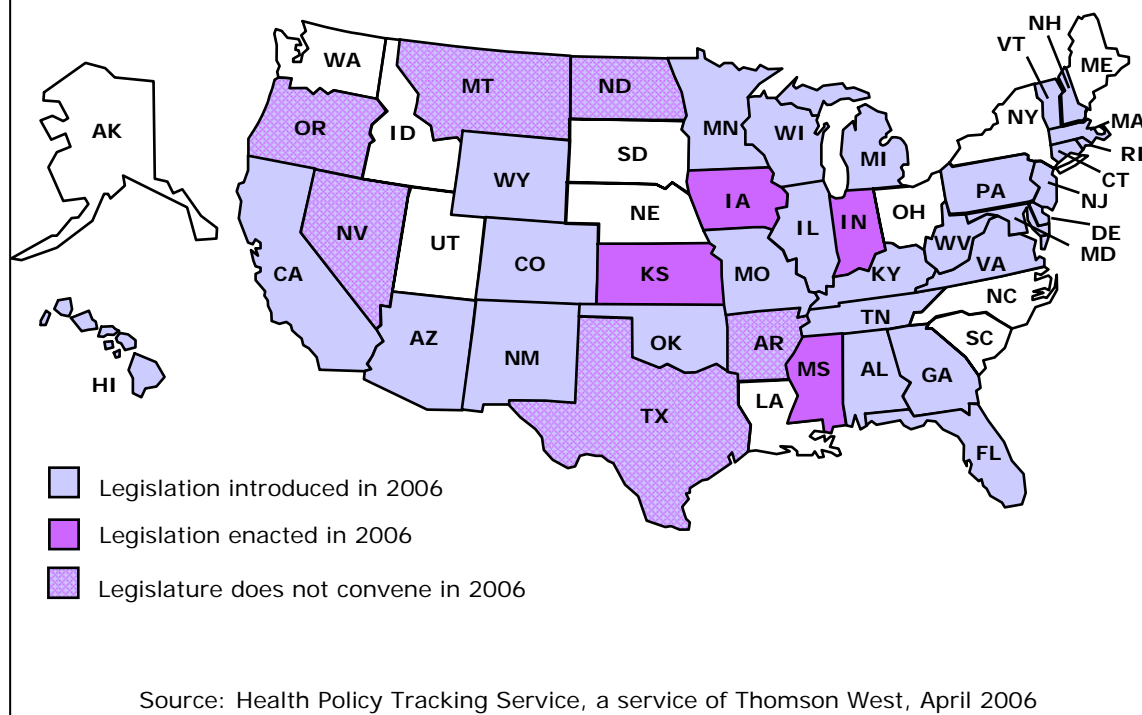 NH
VT
WA
ME
MT
ND
AK
MN
NY
MA
OR
ID
WI
RI
SD
MI
CT
WY
PA
NJ
IA
NE
OH
DE
NV
IL
IN
UT
WV
MD
CO
VA
CA
KS
MO
KY
NC
TN
AZ
OK
AR
SC
NM
MS
AL
GA
HI
LA
TX
FL
Legislation introduced in 2006
Legislation enacted in 2006
Legislature does not convene in 2006
Source: Health Policy Tracking Service, a service of Thomson West, April 2006